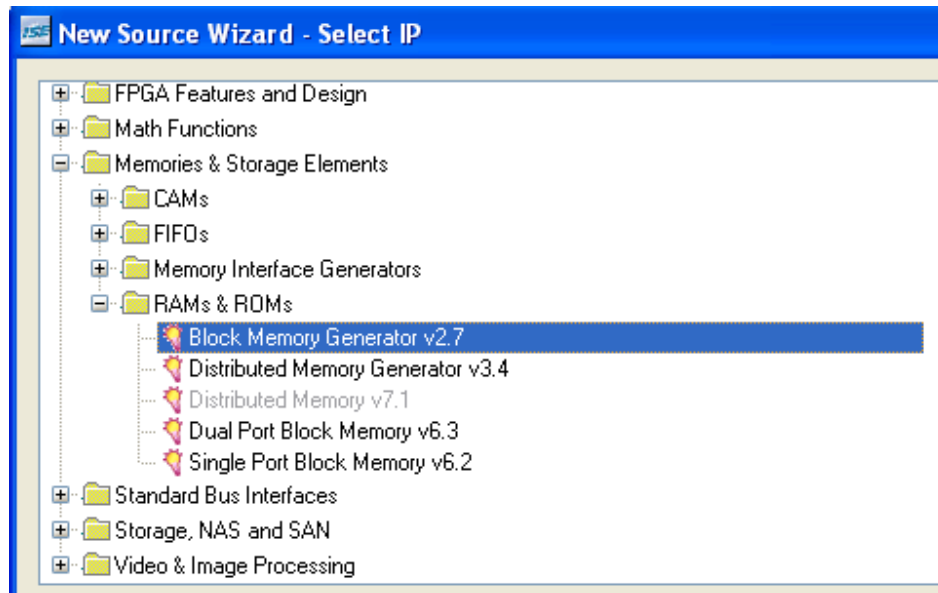 ISE New Source Wizard - Select IP
FPGA Features and Design
Math Functions
Memories & Storage Elements
CAMs
FIFOs
Memory Interface Generators
RAMs & ROMs
Block Memory Generator v2.7
Distributed Memory Generator v3.4
Distributed Memory v7.1
Dual Port Block Memory v6.3
Single Port Block Memory v6.2
Standard Bus Interfaces
Storage, NAS and SAN
Video & Image Processing